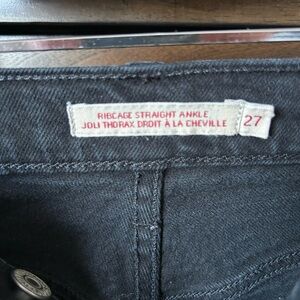 RIBCAGE STRAIGHT ANKLE
JOLI THORAX DROIT À LA CHEVILLE
27